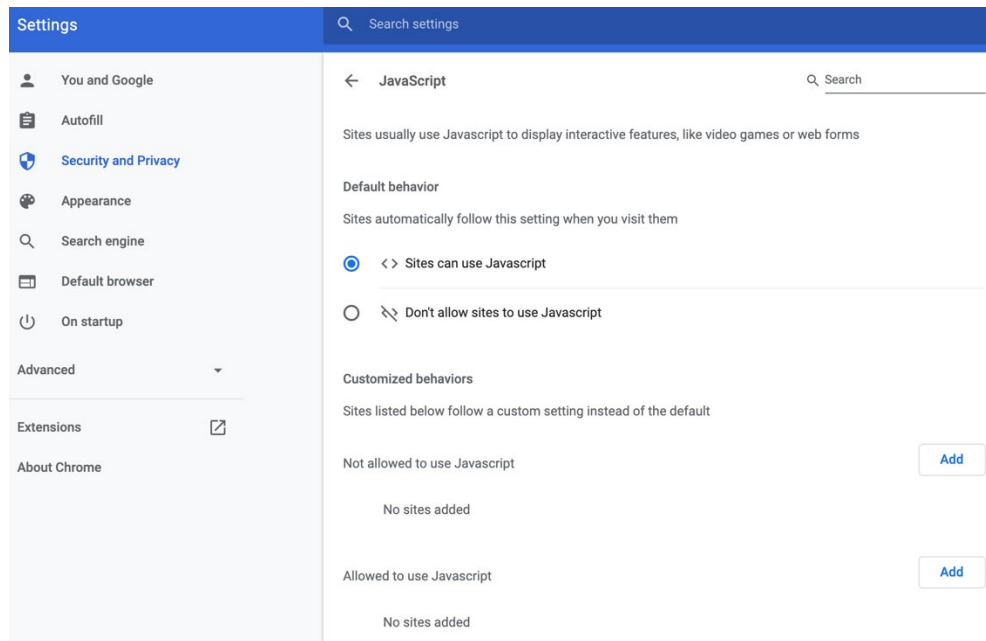 Settings
Search settings
You and Google
Autofill
Security and Privacy
Appearance
Search engine
Default browser
On startup
Advanced
Extensions
About Chrome
JavaScript
Search
Sites usually use Javascript to display interactive features, like video games or web forms
Default behavior
Sites automatically follow this setting when you visit them
Sites can use Javascript
Don't allow sites to use Javascript
Customized behaviors
Sites listed below follow a custom setting instead of the default
Not allowed to use Javascript
Add
No sites added
Allowed to use Javascript
Add
No sites added